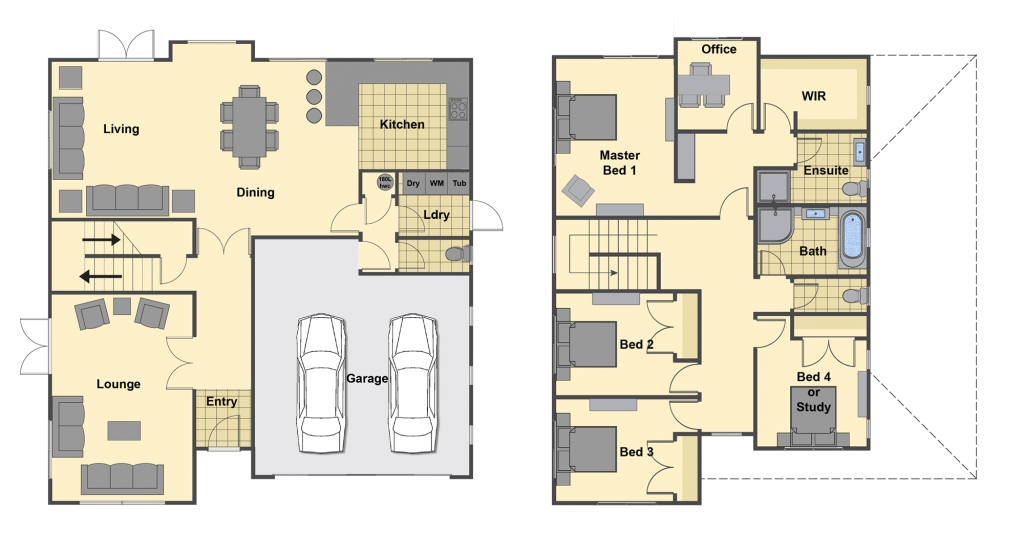 Living
Kitchen
Dining
180L
hwc
Dry
WM
Tub
Ldry
Lounge
Entry
Garage
Office
WIR
Master
Bed 1
Ensuite
Bath
Bed 2
Bed 3
Bed 4
or
Study